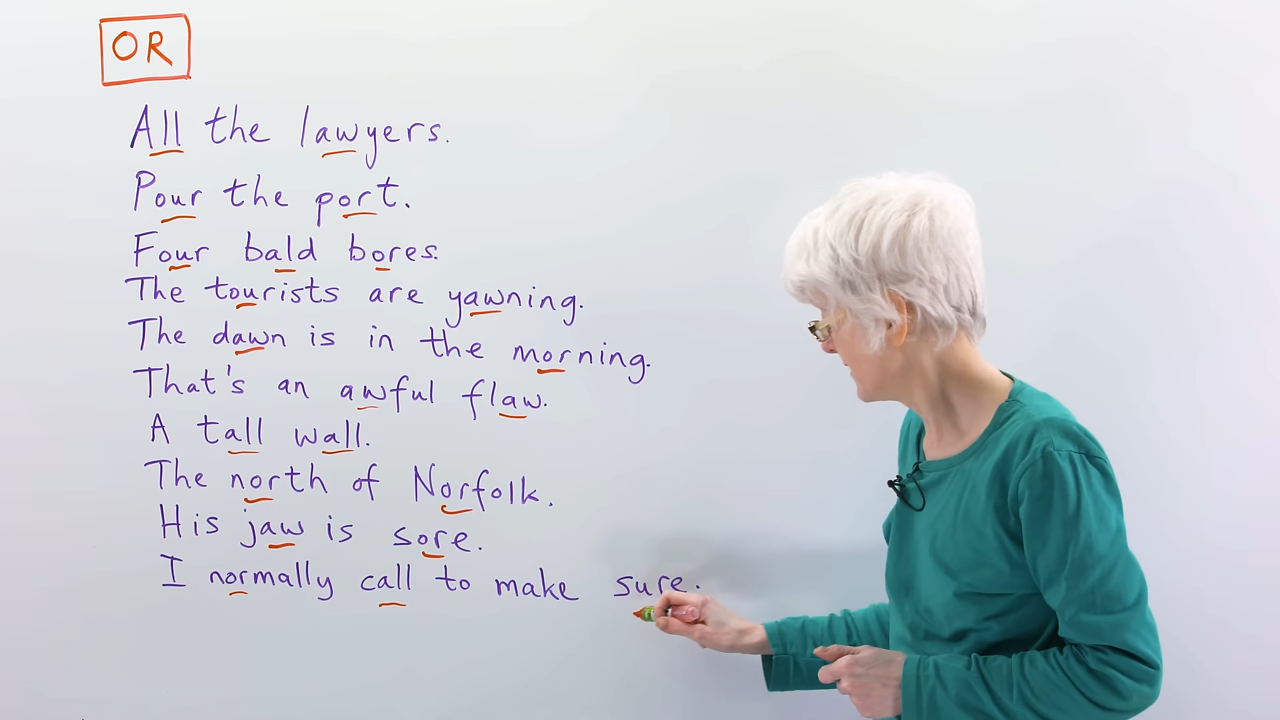 OR
All the lawyers.
Pour the port.
Four bald bores.
The tourists are yawning.
The dawn is in the morning.
That's an awful flaw.
A tall wall.
The north of Norfolk.
His jaw is sore.
I normally call to make sure.